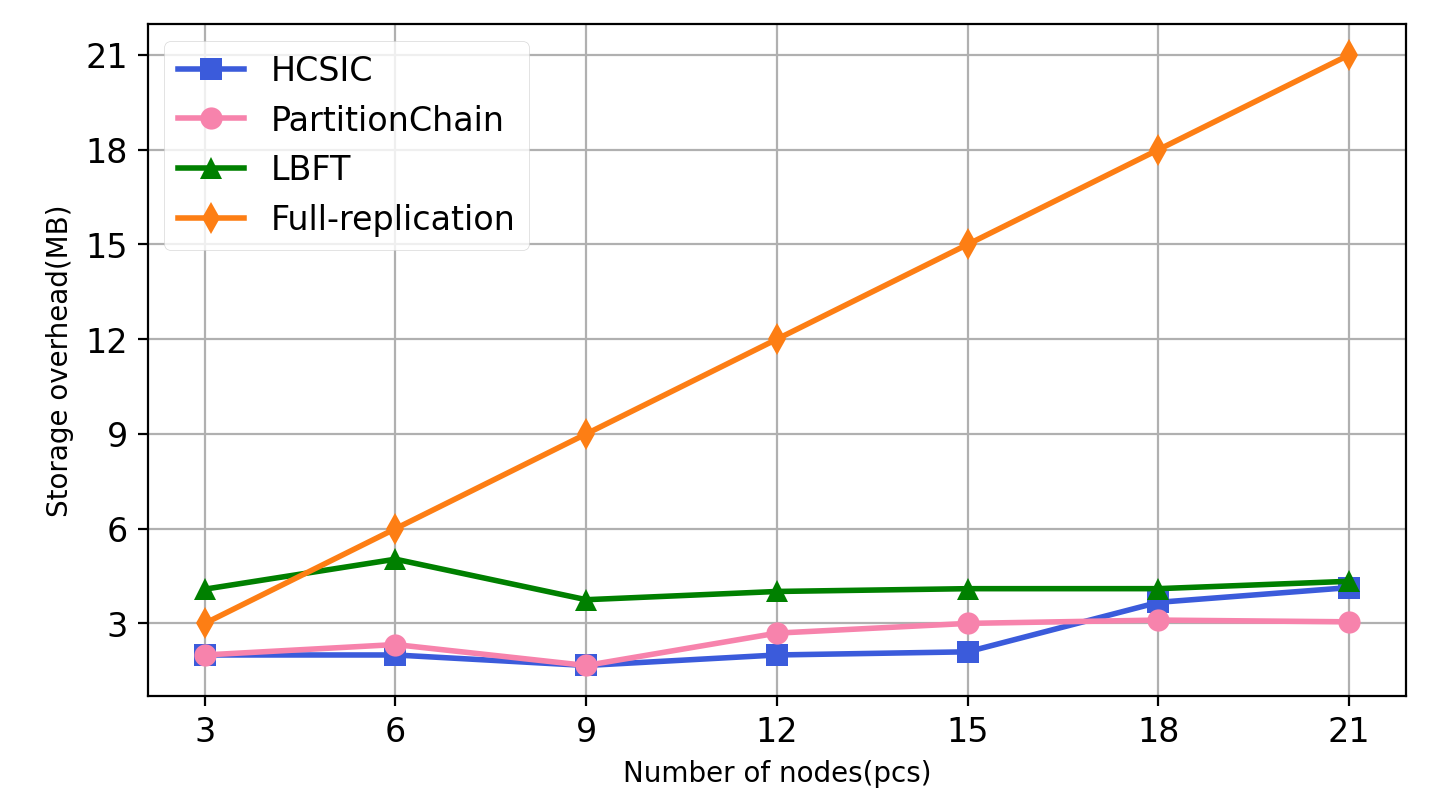 HCSIC
PartitionChain
LBFT
Full-replication
21
18
15
12
9
6
3
Storage overhead(MB)
3 6 9 12 15 18 21
Number of nodes(pcs)